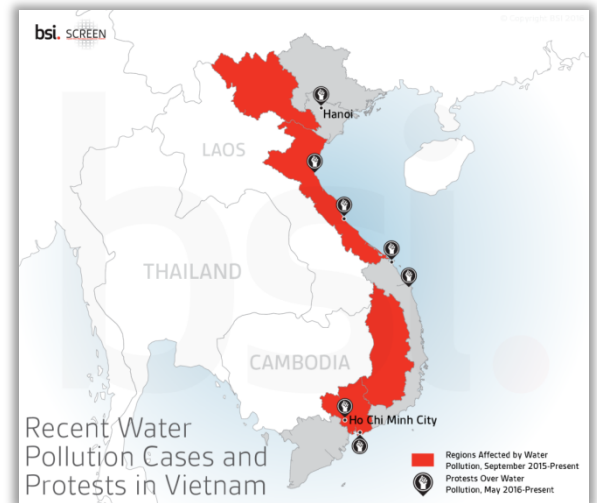 bsi. SCREEN
Hanoi
LAOS
THAILAND
CAMBODIA
Ho Chi Minh City
Recent Water
Pollution Cases and
Protests in Vietnam
Regions Affected by Water
Pollution, September 2015-Present
Protests Over Water
Pollution, May 2016-Present
bsi.